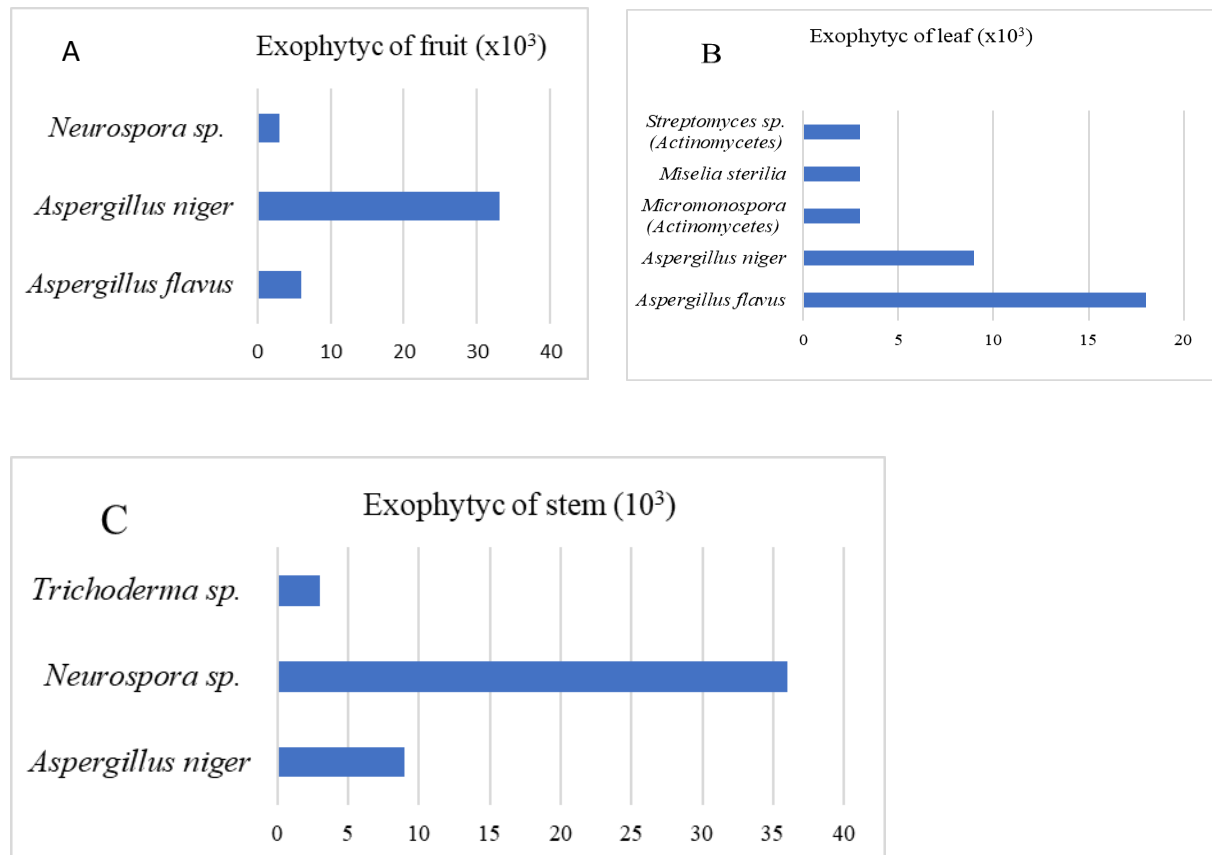 A
Exophytyc of fruit (x10³)
Neurospora sp.
Aspergillus niger
Aspergillus flavus
0 10 20 30 40
B
Exophytyc of leaf (x10³)
Streptomyces sp.
(Actinomycetes)
Miselia sterilia
Micromonospora
(Actinomycetes)
Aspergillus niger
Aspergillus flavus
0 5 10 15 20
C
Exophytyc of stem (10³)
Trichoderma sp.
Neurospora sp.
Aspergillus niger
0 5 10 15 20 25 30 35 40